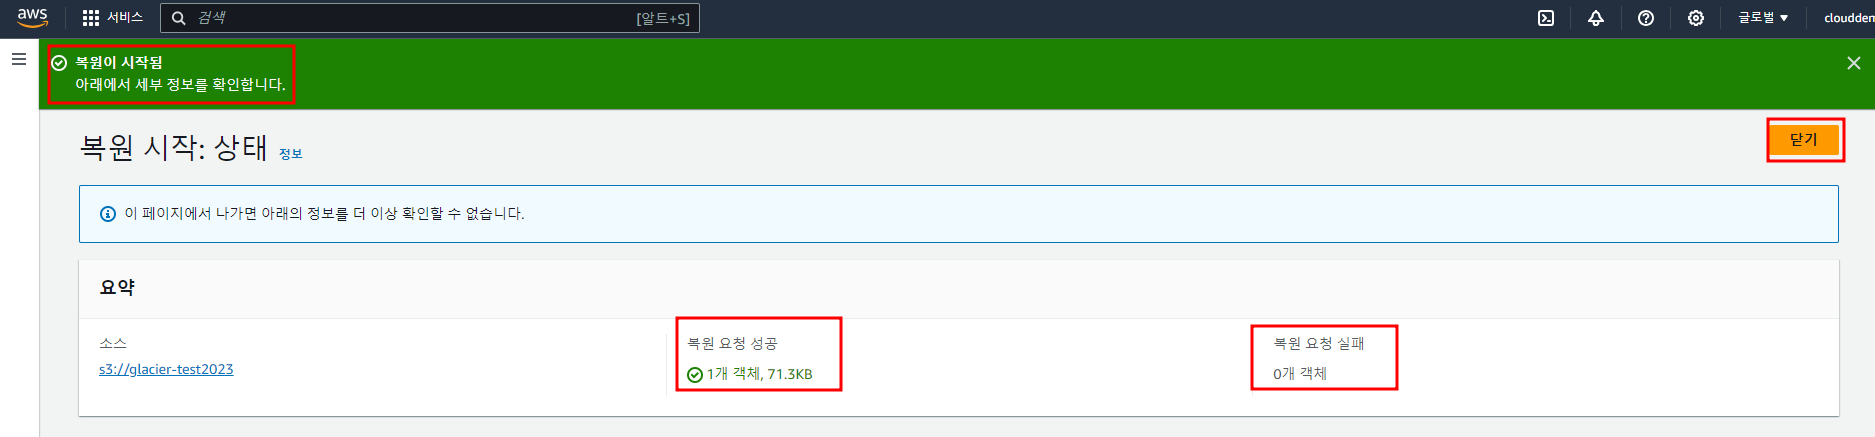 aws
서비스
검색
[알트+S]
글로벌
clouddem
복원이 시작됨
아래에서 세부 정보를 확인합니다.
복원 시작: 상태 정보
닫기
이 페이지에서 나가면 아래의 정보를 더 이상 확인할 수 없습니다.
요약
소스
s3://glacier-test2023
복원 요청 성공
1개 객체, 71.3KB
복원 요청 실패
0개 객체